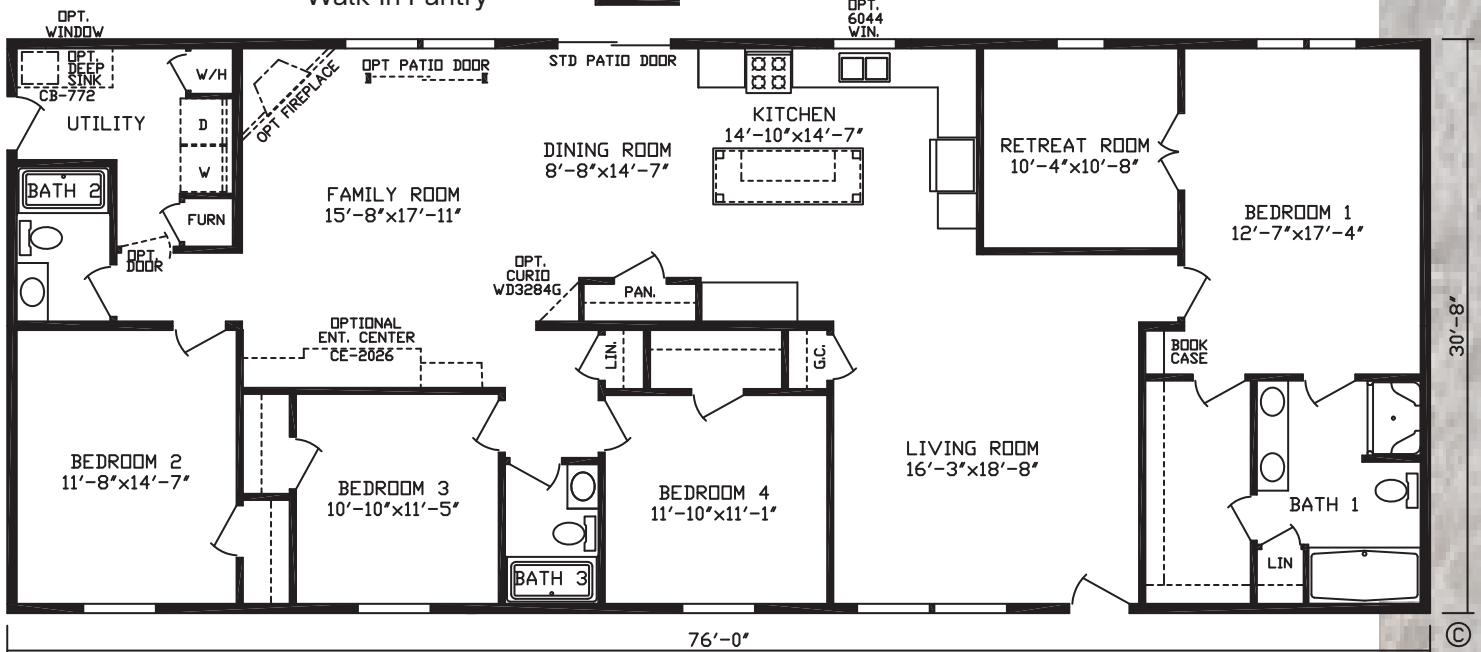 Walk-In Pantry
OPT.
WINDOW
OPT.
DEEP
SINK
CB-772
W/H
UTILITY
D
W
FURN
BATH 2
OPT.
DOOR
OPT FIREPLACE
OPT PATIO DOOR
STD PATIO DOOR
OPT.
6044
WIN.
FAMILY ROOM
15'-8"x17'-11"
DINING ROOM
8'-8"x14'-7"
KITCHEN
14'-10"x14'-7"
RETREAT ROOM
10'-4"x10'-8"
BEDROOM 1
12'-7"x17'-4"
OPT.
CURIO
WD3284G
PAN.
OPTIONAL
ENT. CENTER
CE-2026
LIN.
G.C.
BOOK
CASE
BEDROOM 2
11'-8"x14'-7"
BEDROOM 3
10'-10"x11'-5"
BATH 3
BEDROOM 4
11'-10"x11'-1"
LIVING ROOM
16'-3"x18'-8"
BATH 1
LIN
30'-8"
76'-0"
©